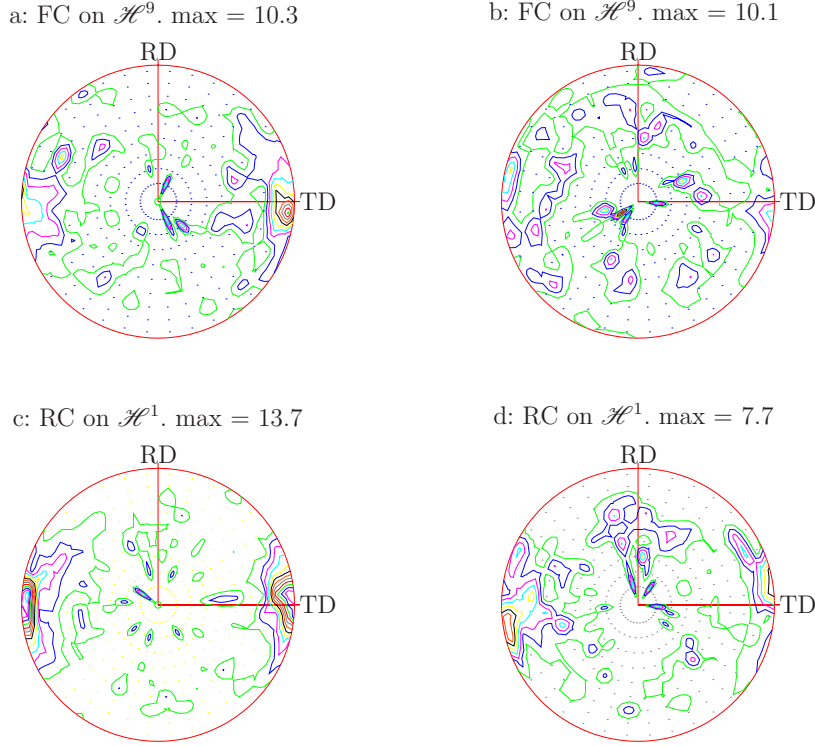 a: FC on ℋ⁹. max = 10.3
b: FC on ℋ⁹. max = 10.1
RD
TD
RD
TD
c: RC on ℋ¹. max = 13.7
d: RC on ℋ¹. max = 7.7
RD
TD
RD
TD